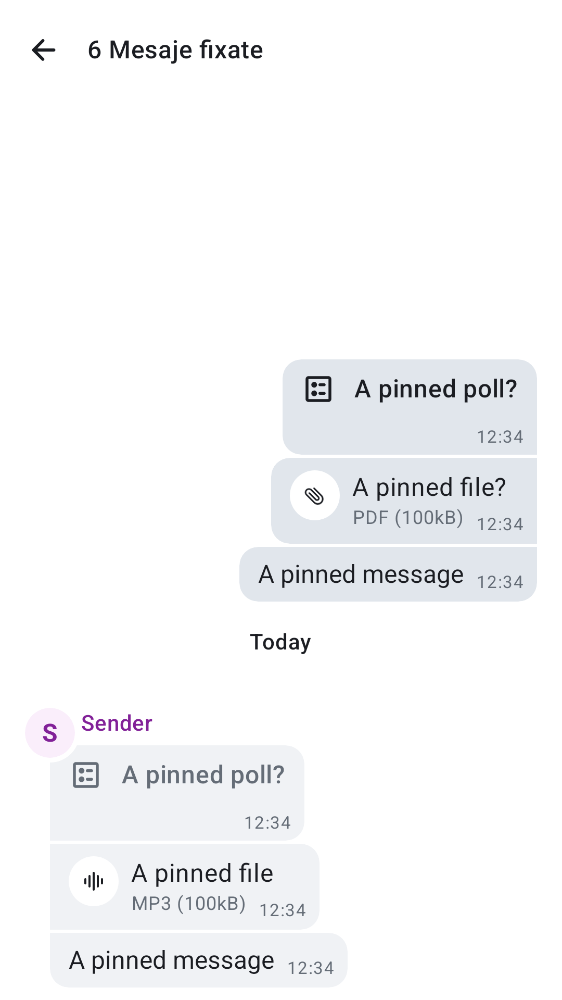 6 Mesaje fixate
A pinned poll?
12:34
A pinned file?
PDF (100kB) 12:34
A pinned message 12:34
Today
S Sender
A pinned poll?
12:34
A pinned file
MP3 (100kB) 12:34
A pinned message 12:34